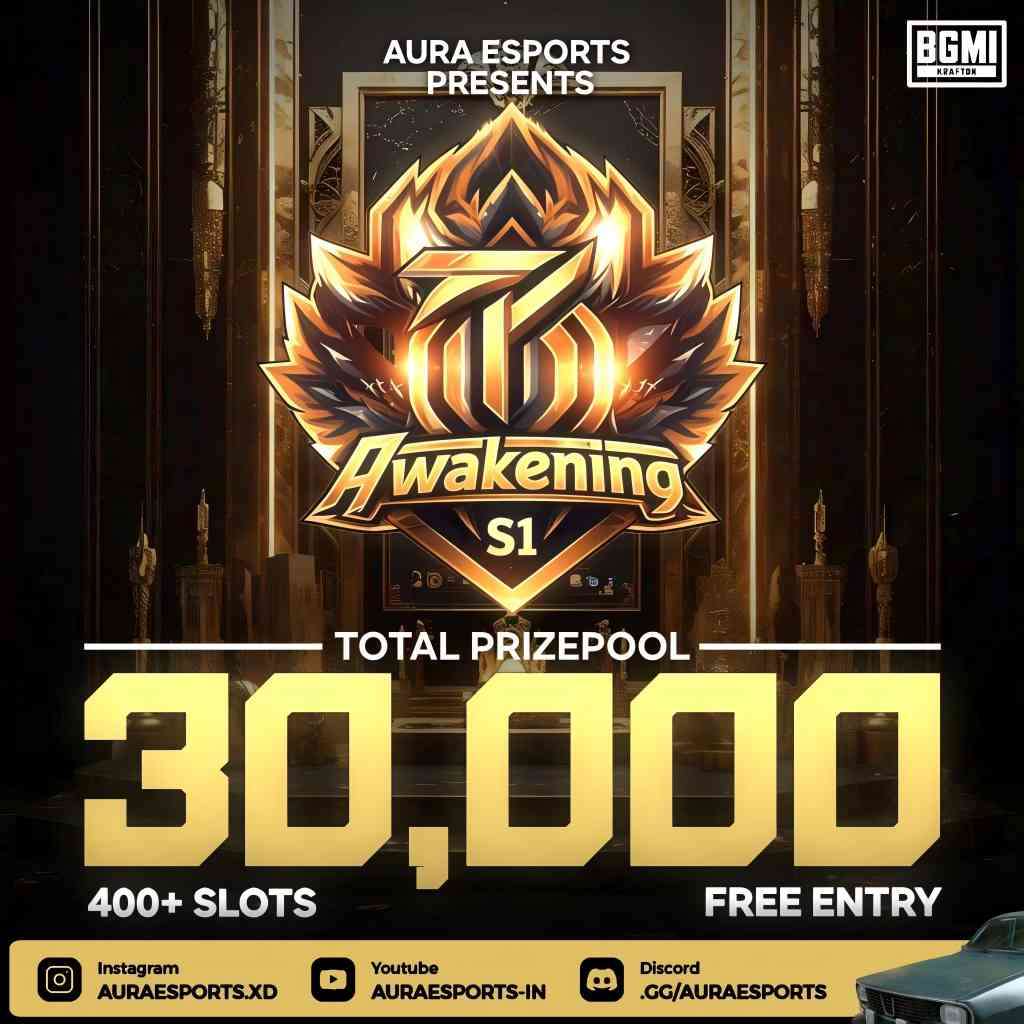 AURA ESPORTS
PRESENTS
BGMI
KRAFTON
Awakening
S1
TOTAL PRIZEPOOL
30,000
400+ SLOTS
FREE ENTRY
Instagram
AURAESPORTS.XD
Youtube
AURAESPORTS-IN
Discord
.GG/AURAESPORTS